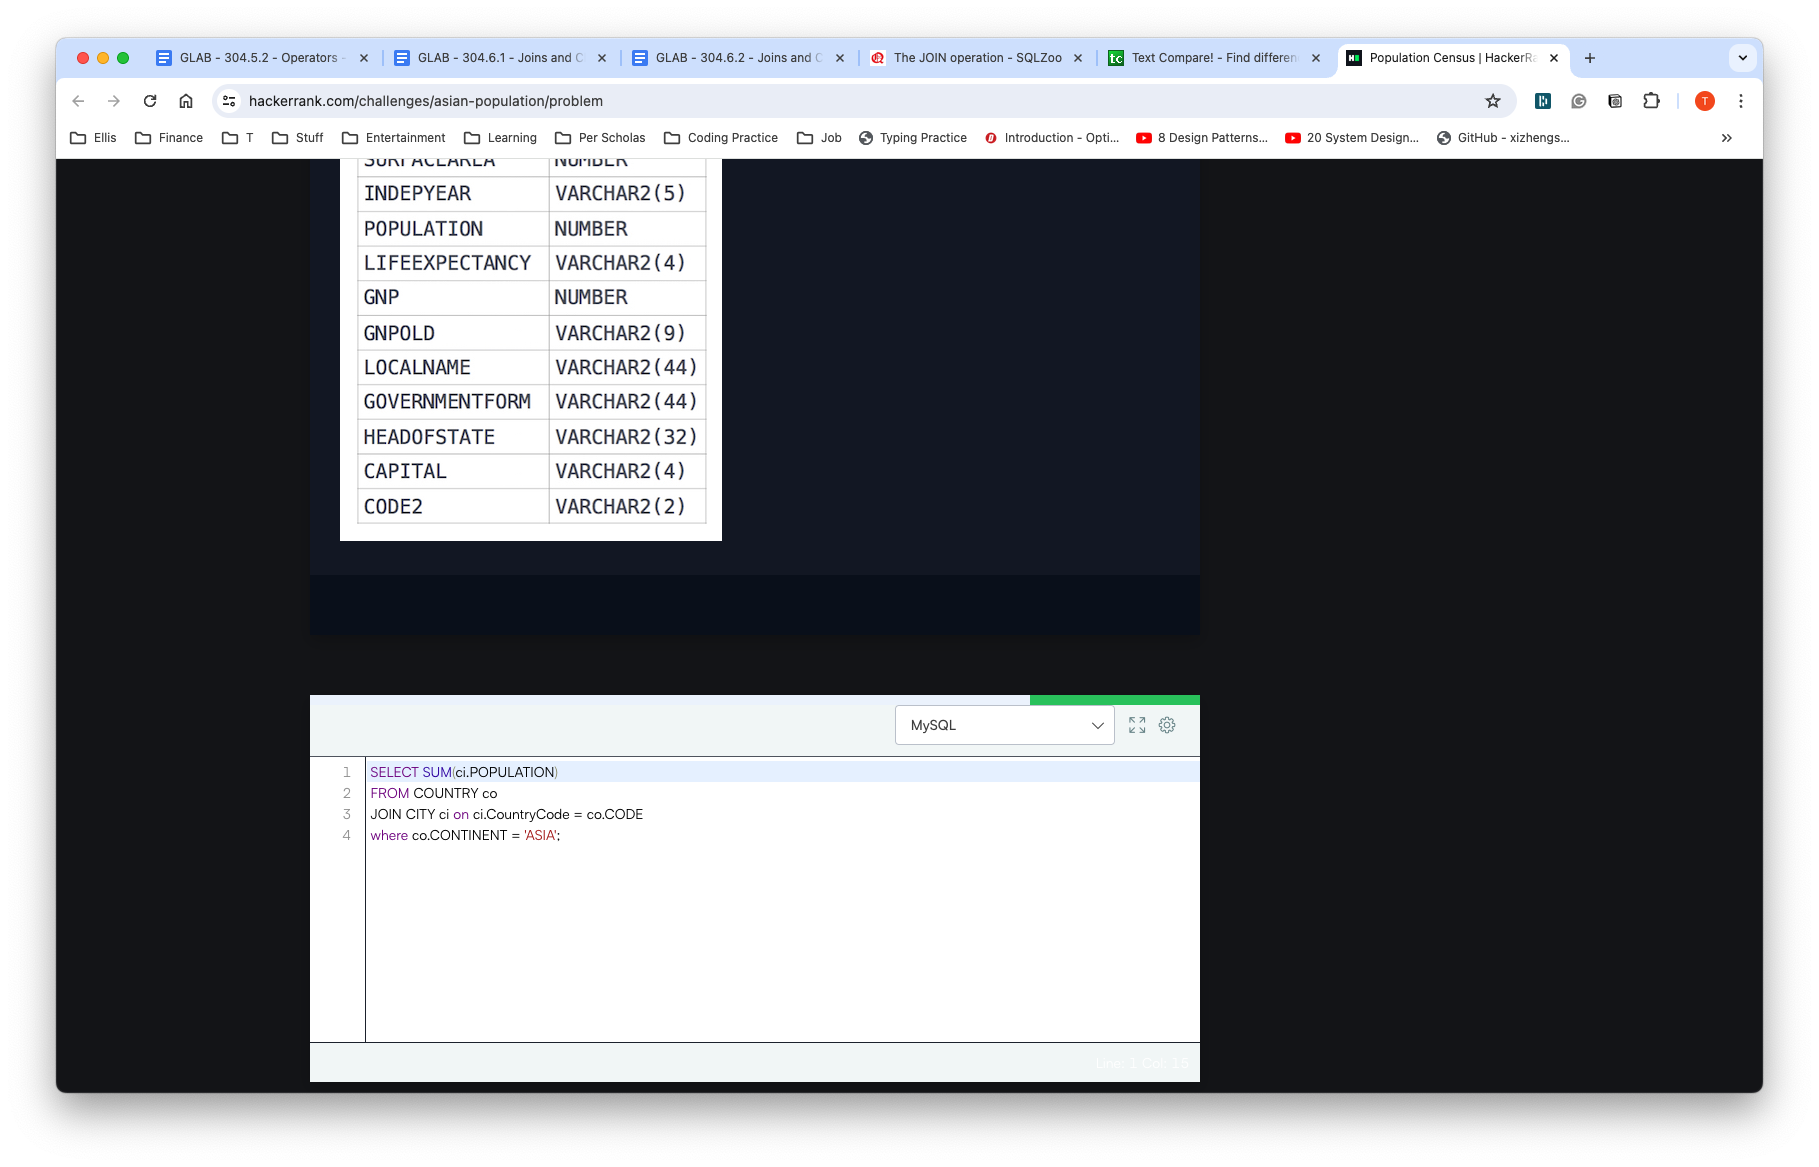 GLAB - 304.5.2 - Operators -
GLAB - 304.6.1 - Joins and C
GLAB - 304.6.2 - Joins and C
The JOIN operation - SQLZoo
tc Text Compare! - Find differen
H Population Census | HackerRa
hackerrank.com/challenges/asian-population/problem
T
Ellis
Finance
T
Stuff
Entertainment
Learning
Per Scholas
Coding Practice
Job
Typing Practice
Introduction - Opti...
8 Design Patterns...
20 System Design...
GitHub - xizhengs...
SURFACEAREA NUMBER
INDEPYEAR VARCHAR2(5)
POPULATION NUMBER
LIFEEXPECTANCY VARCHAR2(4)
GNP NUMBER
GNPOLD VARCHAR2(9)
LOCALNAME VARCHAR2(44)
GOVERNMENTFORM VARCHAR2(44)
HEADOFSTATE VARCHAR2(32)
CAPITAL VARCHAR2(4)
CODE2 VARCHAR2(2)
MySQL
1 SELECT SUM(ci.POPULATION)
2 FROM COUNTRY co
3 JOIN CITY ci on ci.CountryCode = co.CODE
4 where co.CONTINENT = 'ASIA';
Line: 1 Col: 25